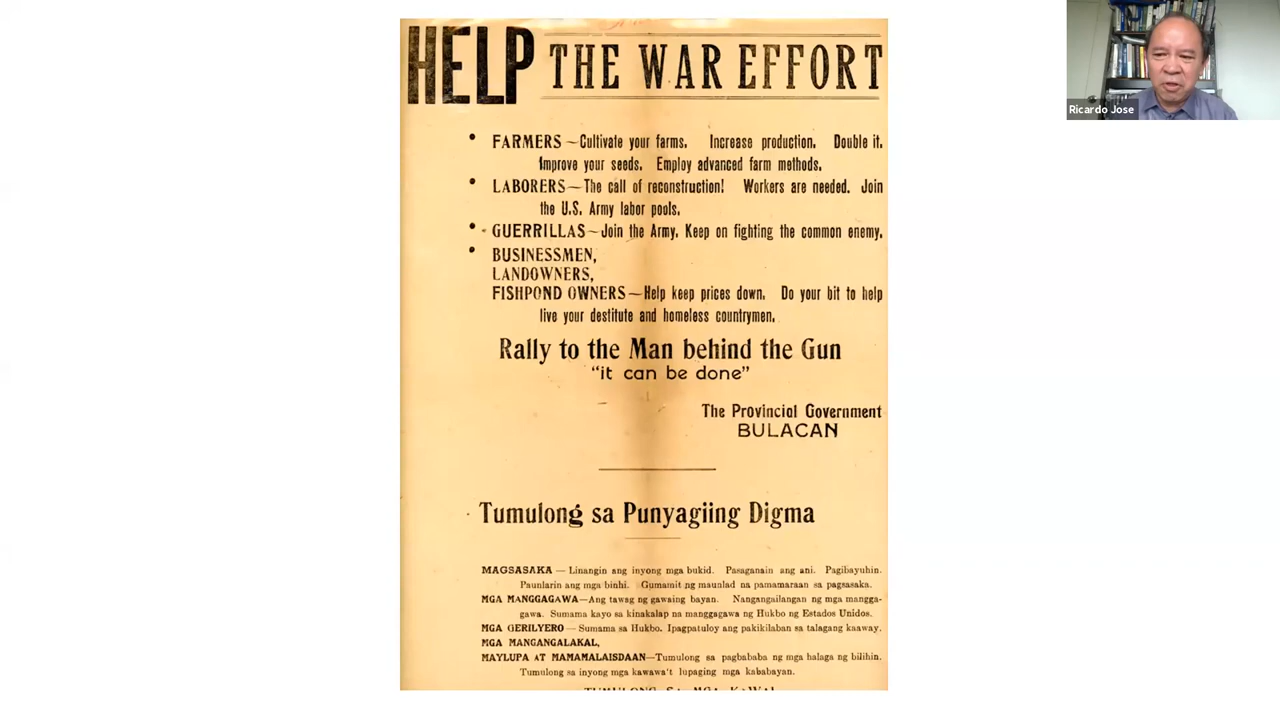 HELP THE WAR EFFORT
Ricardo Jose
• FARMERS—Cultivate your farms. Increase production. Double it.
Improve your seeds. Employ advanced farm methods.
• LABORERS—The call of reconstruction! Workers are needed. Join
the U.S. Army labor pools.
• GUERRILLAS—Join the Army. Keep on fighting the common enemy.
• BUSINESSMEN,
LANDOWNERS,
FISHPOND OWNERS—Help keep prices down. Do your bit to help
live your destitute and homeless countrymen.
Rally to the Man behind the Gun
"it can be done"
The Provincial Government
BULACAN
Tumulong sa Punyagiing Digma
MAGSASAKA — Linangin ang inyong mga bukid. Pasaganain ang ani. Pagibayuhin.
Paunlarin ang mga binhi. Gumamit ng maunlad na pamamaraan sa pagsasaka.
MGA MANGGAGAWA—Ang tawag ng gawaing bayan. Nangangailangan ng mga mangga-
gawa. Sumama kayo sa kinakalap na manggagawa ng Hukbo ng Estados Unidos.
MGA GERILYERO — Sumama sa Hukbo. Ipagpatuloy ang pakikilaban sa talagang kaaway.
MGA MANGANGALAKAL,
MAYLUPA AT MAMAMALAISDAAN—Tumulong sa pagbababa ng mga halaga ng bilihin.
Tumulong sa inyong mga kawawa't lupaging mga kababayan.
TUMULONG SA MGA KAWAL